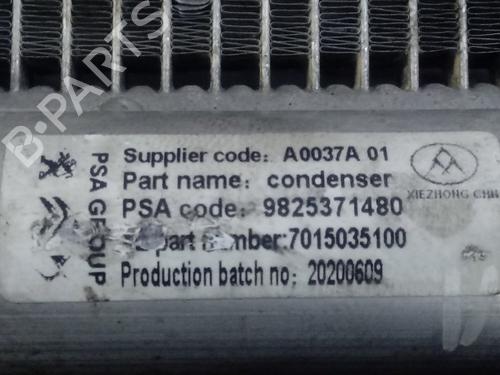 B-PARTS
PSA GROUP
Supplier code: A0037A 01
Part name: condenser
PSA code: 9825371480
part number:7015035100
Production batch no: 20200609
XIEZHONG CHN